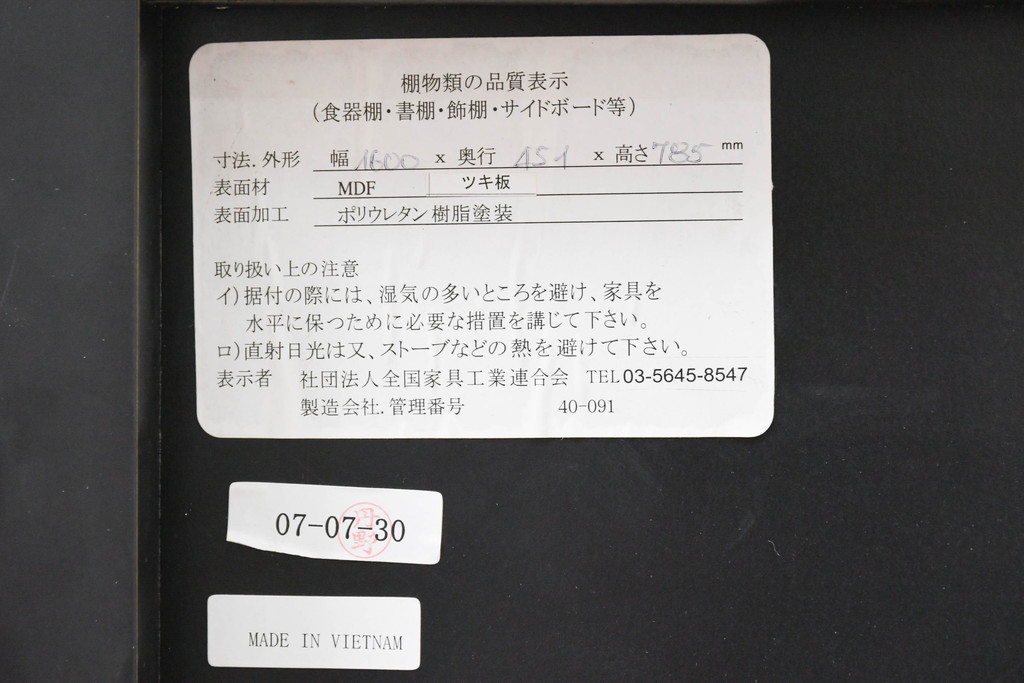 棚物類の品質表示
(食器棚・書棚・飾棚・サイドボード等)
寸法.外形 幅 1600 x 奥行 451 x 高さ 785 mm
表面材 MDF ツキ板
表面加工 ポリウレタン樹脂塗装
取り扱い上の注意
イ)据付の際には、湿気の多いところを避け、家具を
水平に保つために必要な措置を講じて下さい。
ロ)直射日光は又、ストーブなどの熱を避けて下さい。
表示者 社団法人全国家具工業連合会 TEL03-5645-8547
製造会社.管理番号 40-091
07-07-30
丹野
MADE IN VIETNAM